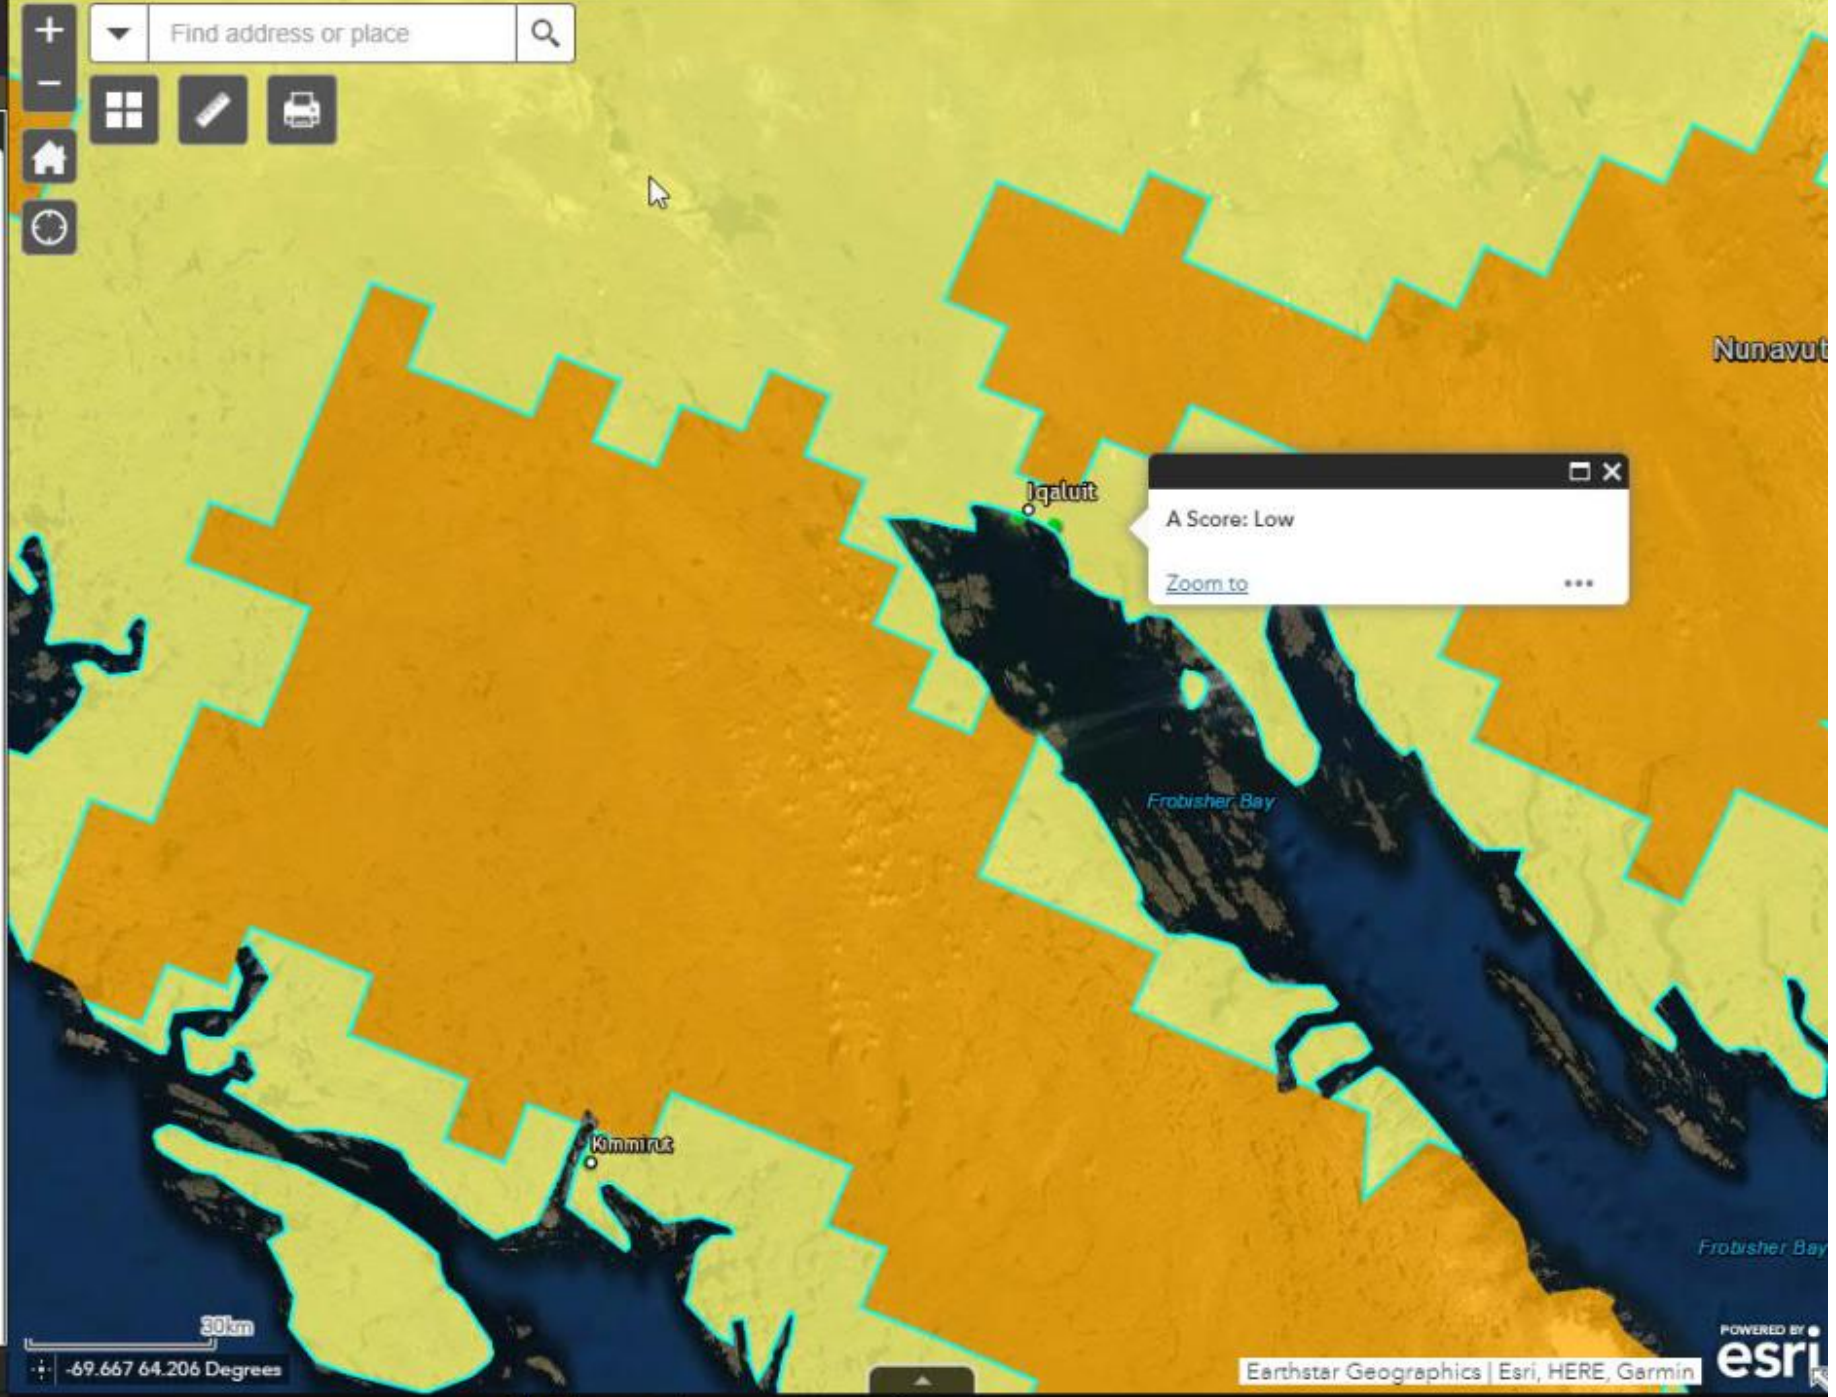 Find address or place
Nunavut
Iqaluit
A Score: Low
Zoom to
Frobisher Bay
Kimmirut
Frobisher Bay
30km
-69.667 64.206 Degrees
Earthstar Geographics | Esri, HERE, Garmin
POWERED BY
esri